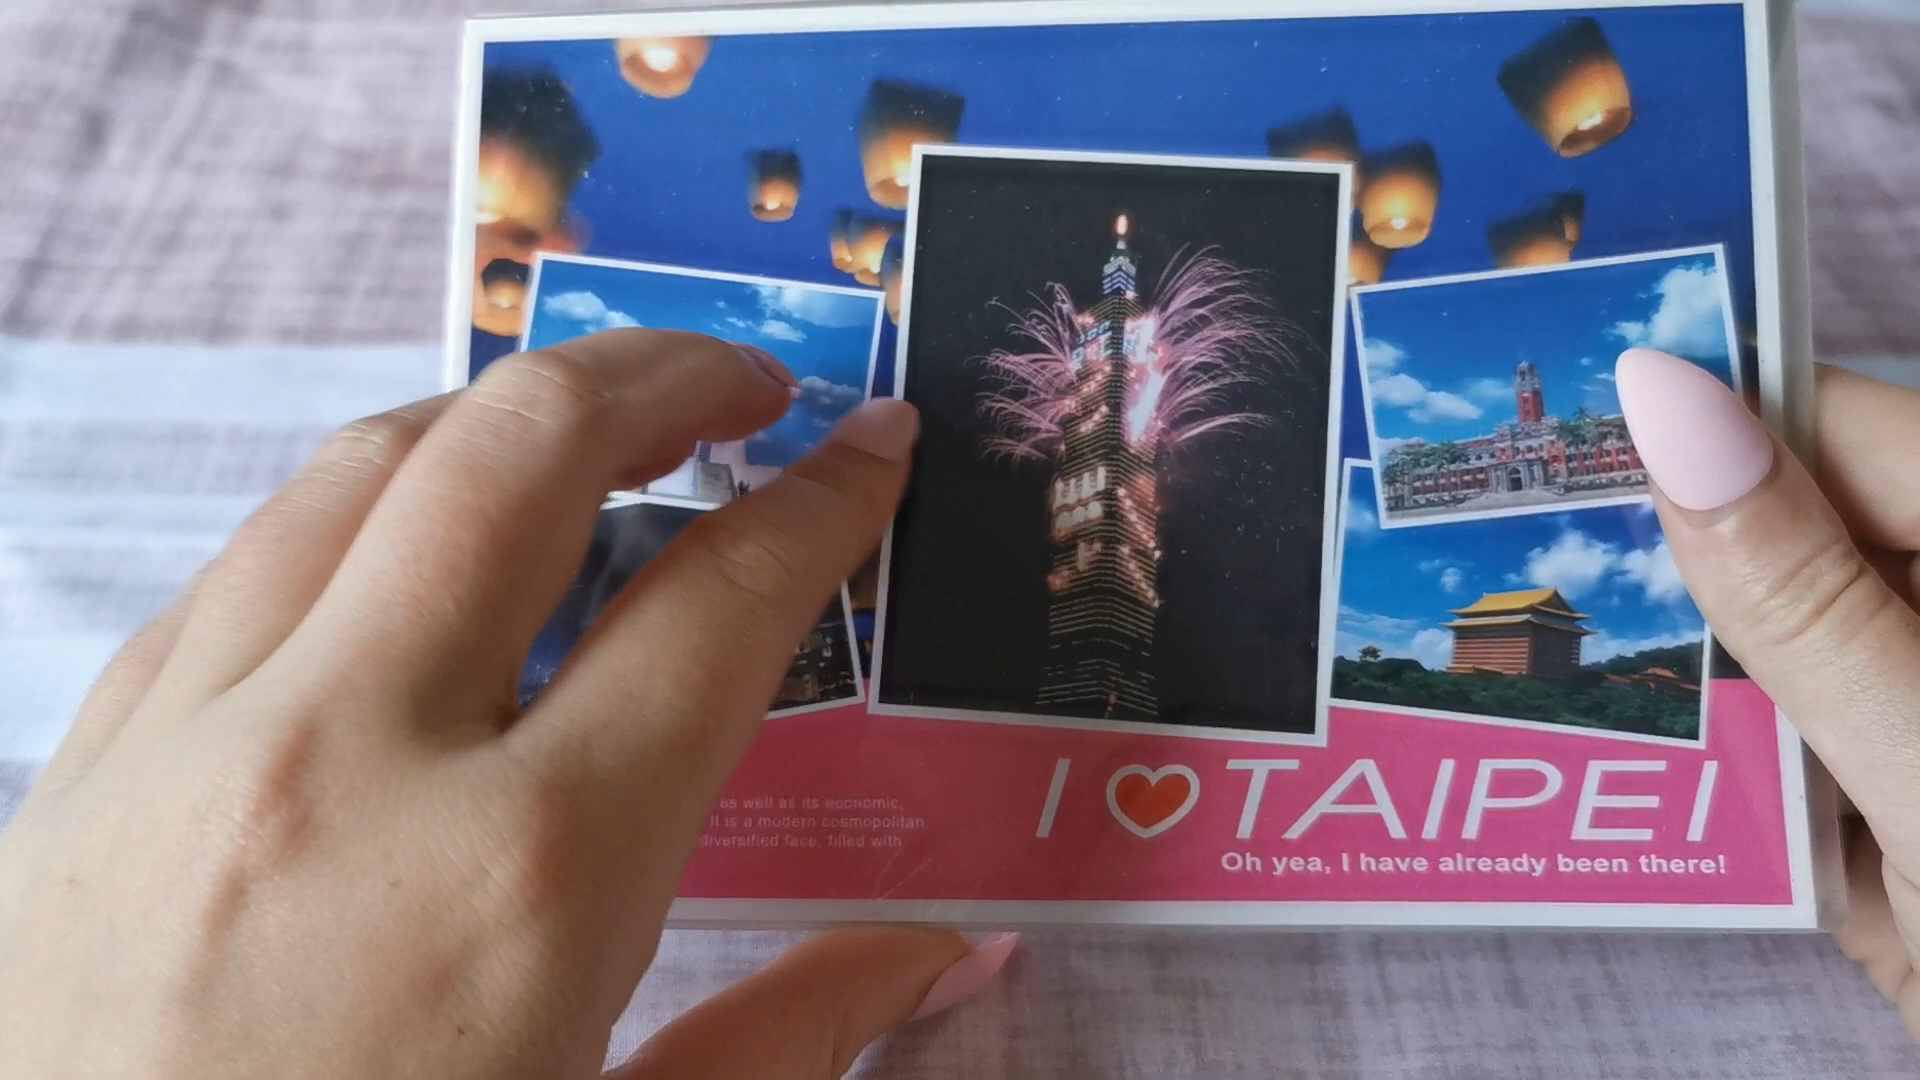 as well as its economic,
It is a modern cosmopolitan
diversified face, filled with
I ❤ TAIPEI
Oh yea, I have already been there!